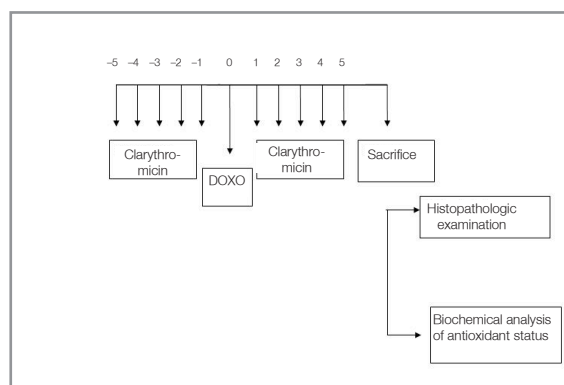 –5 –4 –3 –2 –1 0 1 2 3 4 5
Clarythro-
micin
DOXO
Clarythro-
micin
Sacrifice
Histopathologic
examination
Biochemical analysis
of antioxidant status